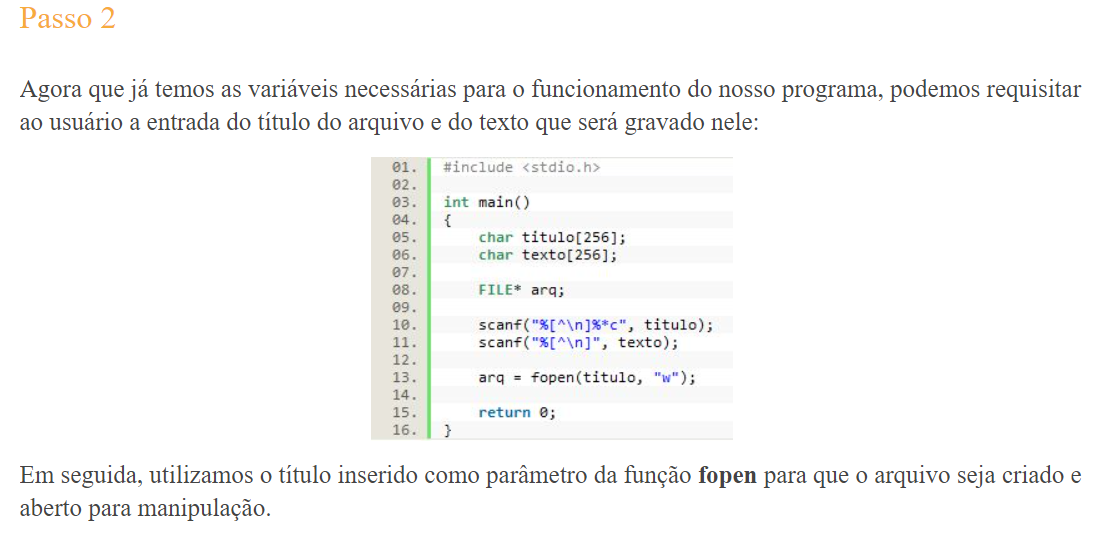 Passo 2
Agora que já temos as variáveis necessárias para o funcionamento do nosso programa, podemos requisitar
ao usuário a entrada do título do arquivo e do texto que será gravado nele:
01. #include <stdio.h>
02.
03. int main()
04. {
05. char titulo[256];
06. char texto[256];
07.
08. FILE* arq;
09.
10. scanf("%[^\n]%*c", titulo);
11. scanf("%[^\n]", texto);
12.
13. arq = fopen(titulo, "w");
14.
15. return 0;
16. }
Em seguida, utilizamos o título inserido como parâmetro da função fopen para que o arquivo seja criado e
aberto para manipulação.